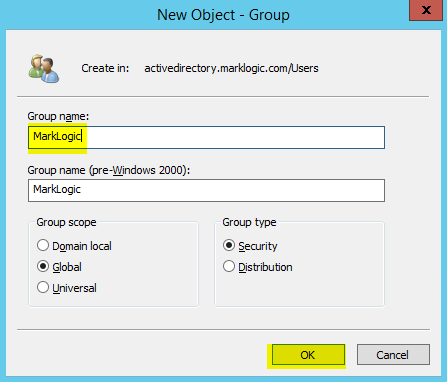 New Object - Group
Create in: activedirectory.marklogic.com/Users
Group name:
MarkLogic
Group name (pre-Windows 2000):
MarkLogic
Group scope
Domain local
Global
Universal
Group type
Security
Distribution
OK
Cancel